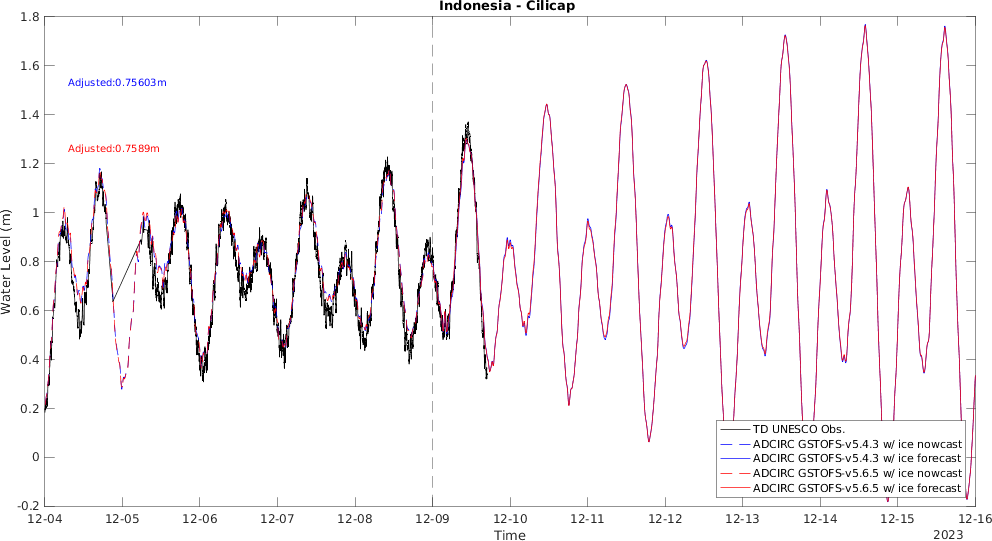 Indonesia - Cilicap
Water Level (m)
1.8
1.6
1.4
1.2
1
0.8
0.6
0.4
0.2
0
-0.2
Adjusted:0.75603m
Adjusted:0.7589m
TD UNESCO Obs.
ADCIRC GSTOFS-v5.4.3 w/ ice nowcast
ADCIRC GSTOFS-v5.4.3 w/ ice forecast
ADCIRC GSTOFS-v5.6.5 w/ ice nowcast
ADCIRC GSTOFS-v5.6.5 w/ ice forecast
12-04 12-05 12-06 12-07 12-08 12-09 12-10 12-11 12-12 12-13 12-14 12-15 12-16
Time
2023